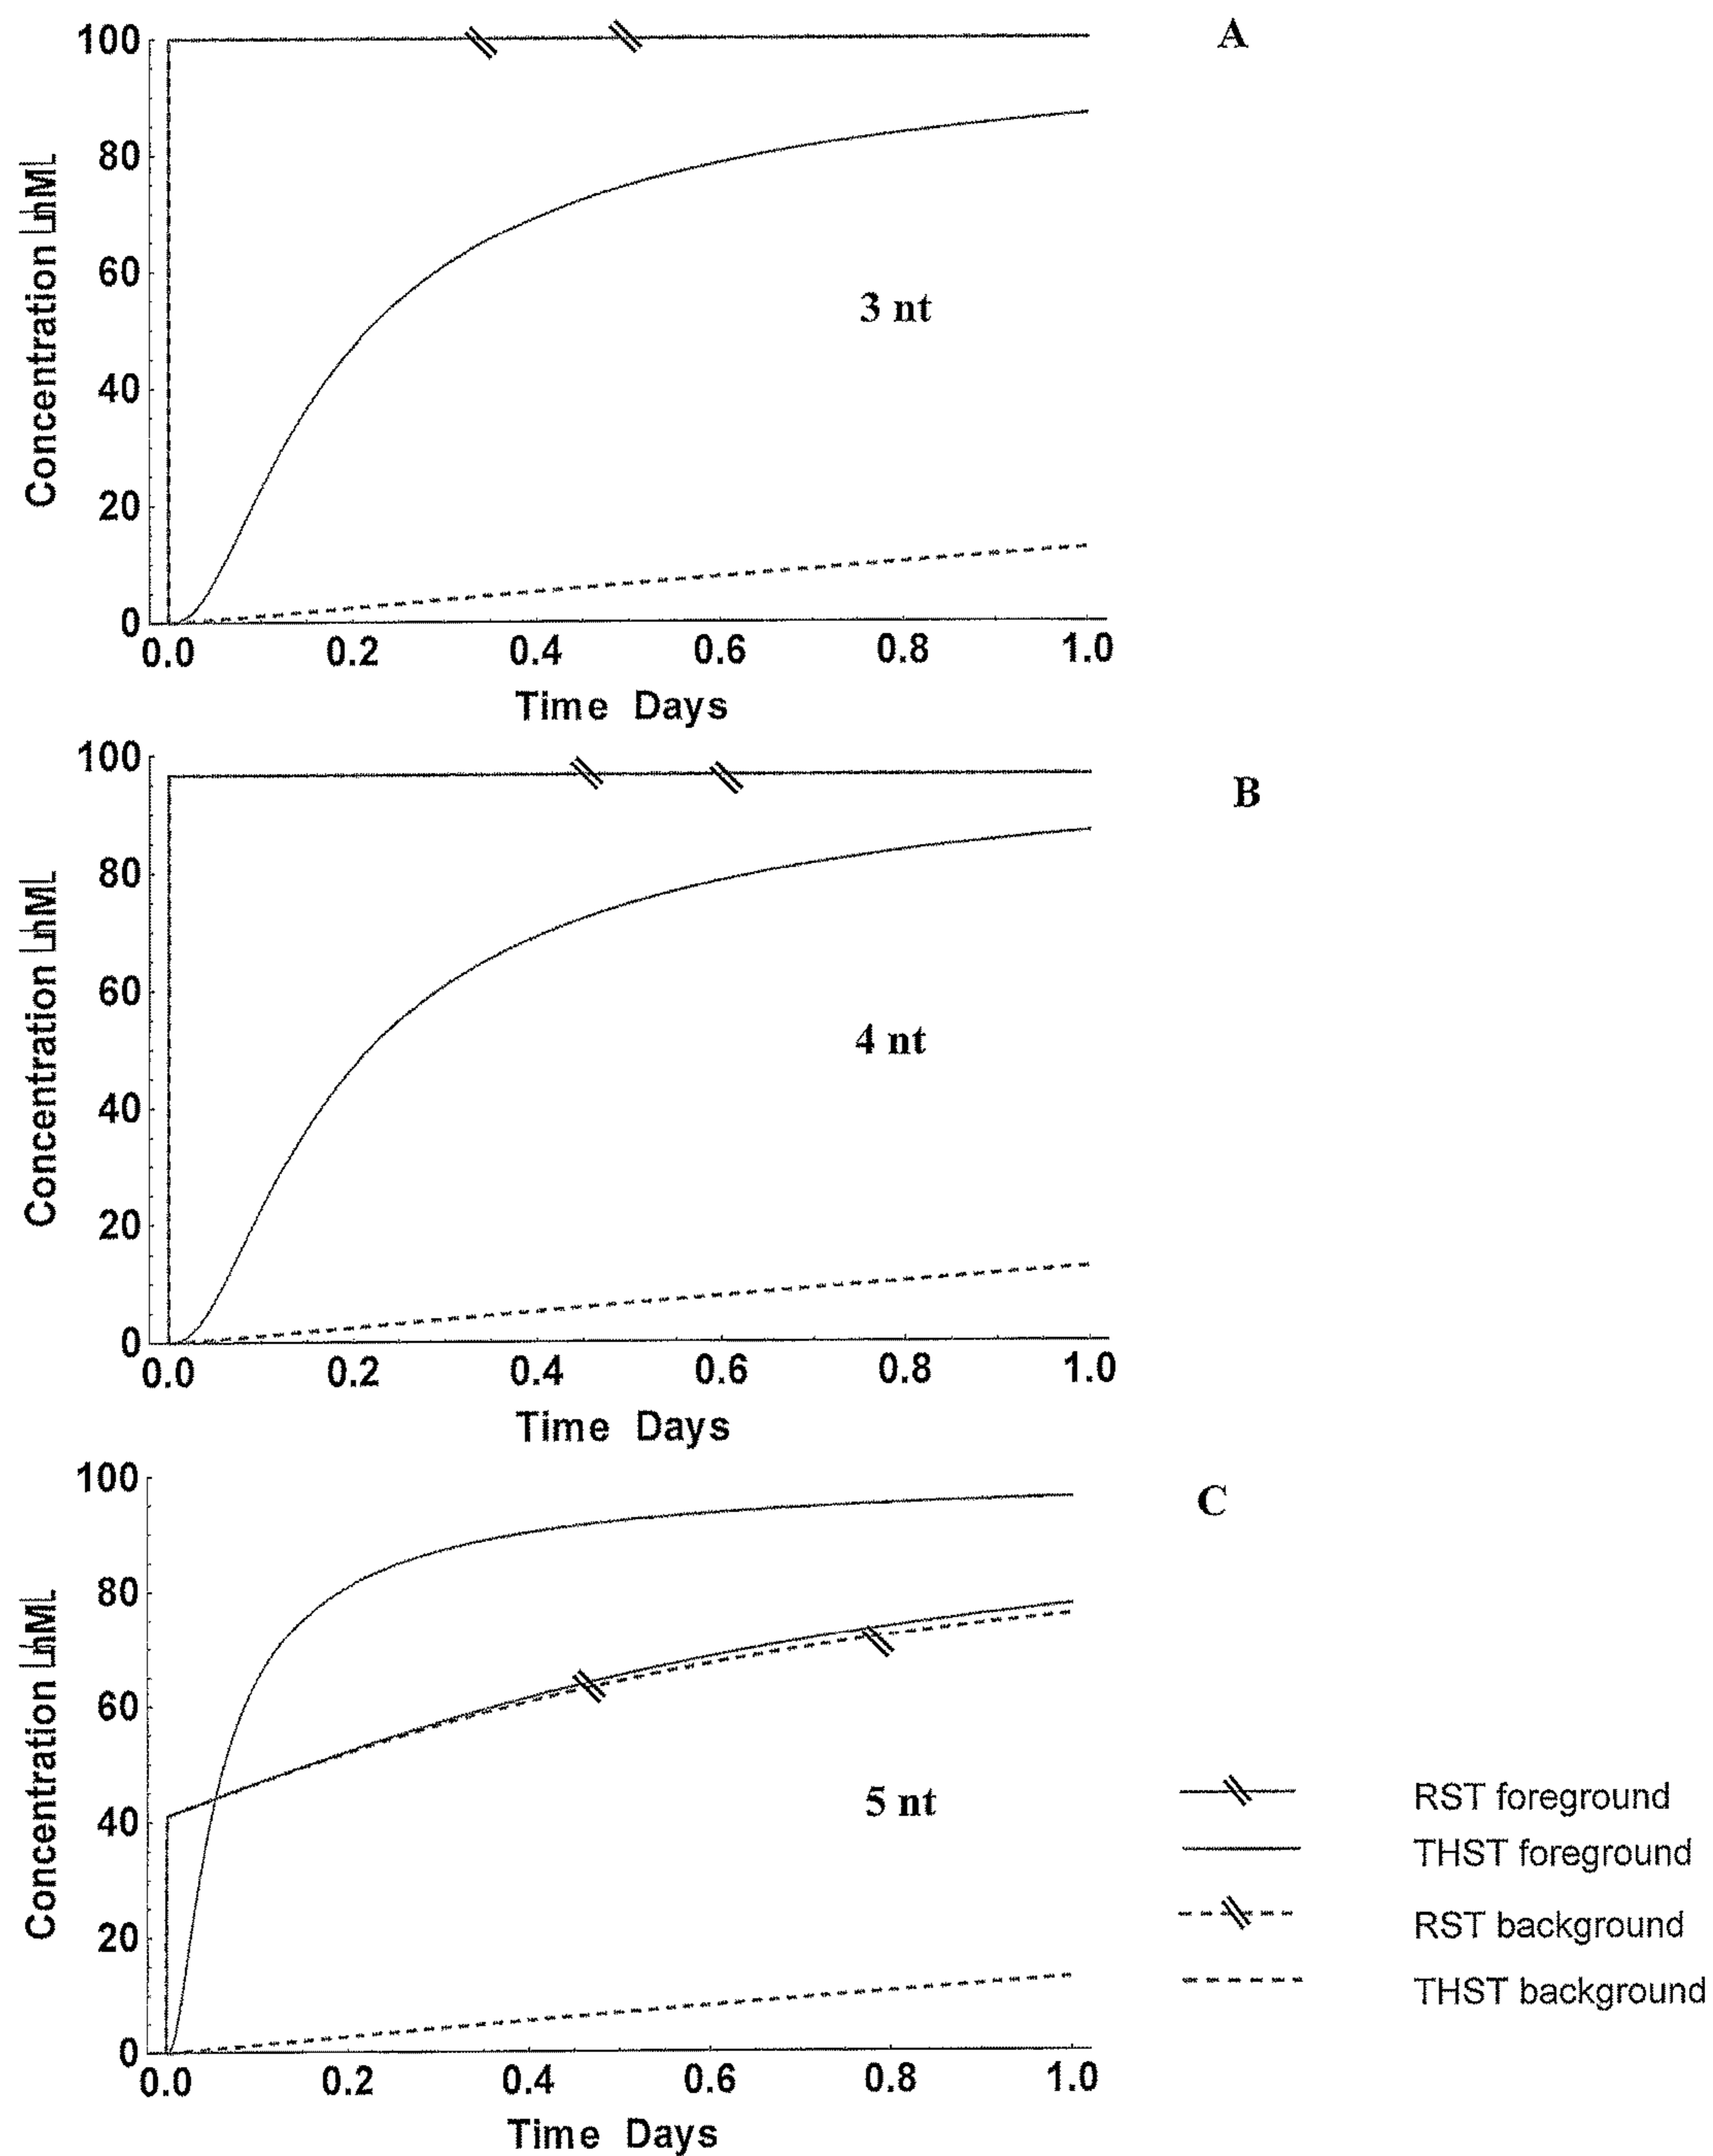 A
100
80
60
40
20
0
Concentration
3 nt
0.0 0.2 0.4 0.6 0.8 1.0
Time Days
B
100
80
60
40
20
0
Concentration
4 nt
0.0 0.2 0.4 0.6 0.8 1.0
Time Days
C
100
80
60
40
20
0
Concentration
5 nt
0.0 0.2 0.4 0.6 0.8 1.0
Time Days
RST foreground
THST foreground
RST background
THST background